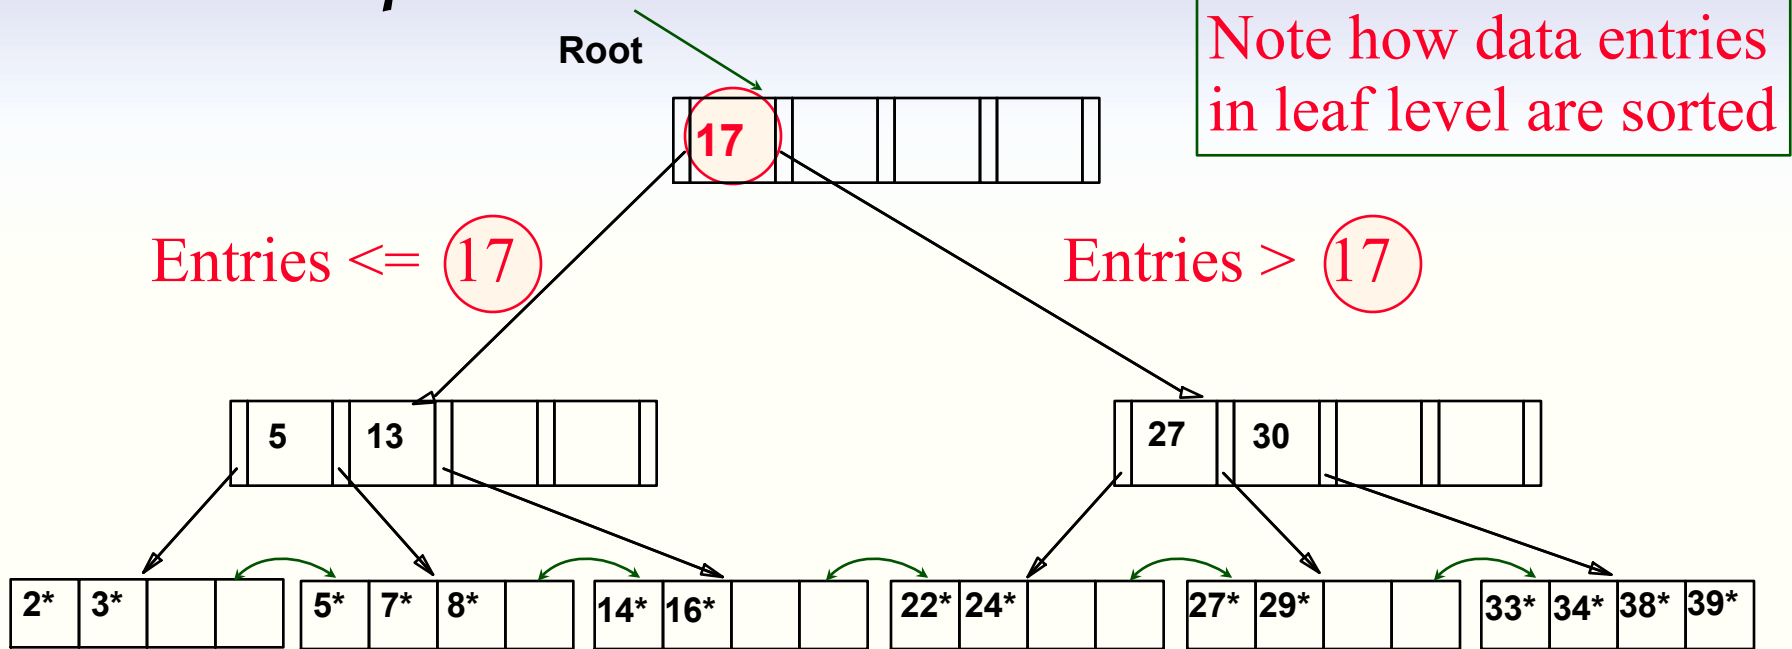 Root
Note how data entries
in leaf level are sorted
17
Entries <= 17
Entries > 17
5 13
27 30
2* 3*
5* 7* 8*
14* 16*
22* 24*
27* 29*
33* 34* 38* 39*